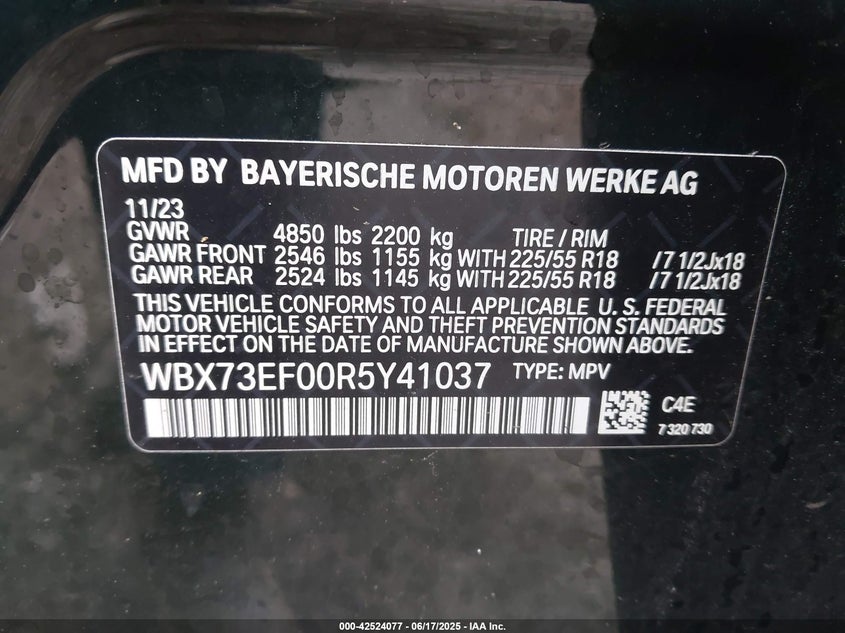 MFD BY BAYERISCHE MOTOREN WERKE AG
11/23
GVWR 4850 lbs 2200 kg TIRE / RIM
GAWR FRONT 2546 lbs 1155 kg WITH 225/55 R18 /7 1/2Jx18
GAWR REAR 2524 lbs 1145 kg WITH 225/55 R18 /7 1/2Jx18
THIS VEHICLE CONFORMS TO ALL APPLICABLE U. S. FEDERAL
MOTOR VEHICLE SAFETY AND THEFT PREVENTION STANDARDS
IN EFFECT ON THE DATE OF MANUFACTURE SHOWN ABOVE.
WBX73EF00R5Y41037 TYPE: MPV
C4E
7 320 730
000-42524077 - 06/17/2025 - IAA Inc.